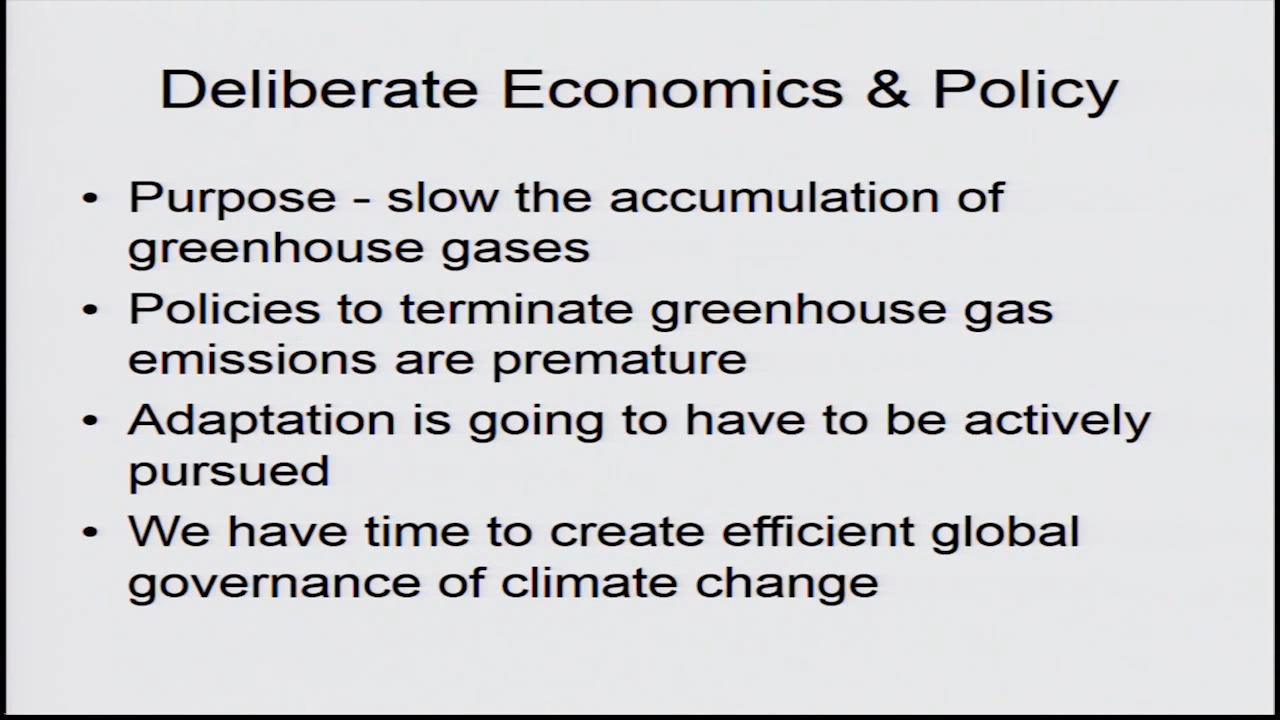 Deliberate Economics & Policy
• Purpose - slow the accumulation of
greenhouse gases
• Policies to terminate greenhouse gas
emissions are premature
• Adaptation is going to have to be actively
pursued
• We have time to create efficient global
governance of climate change